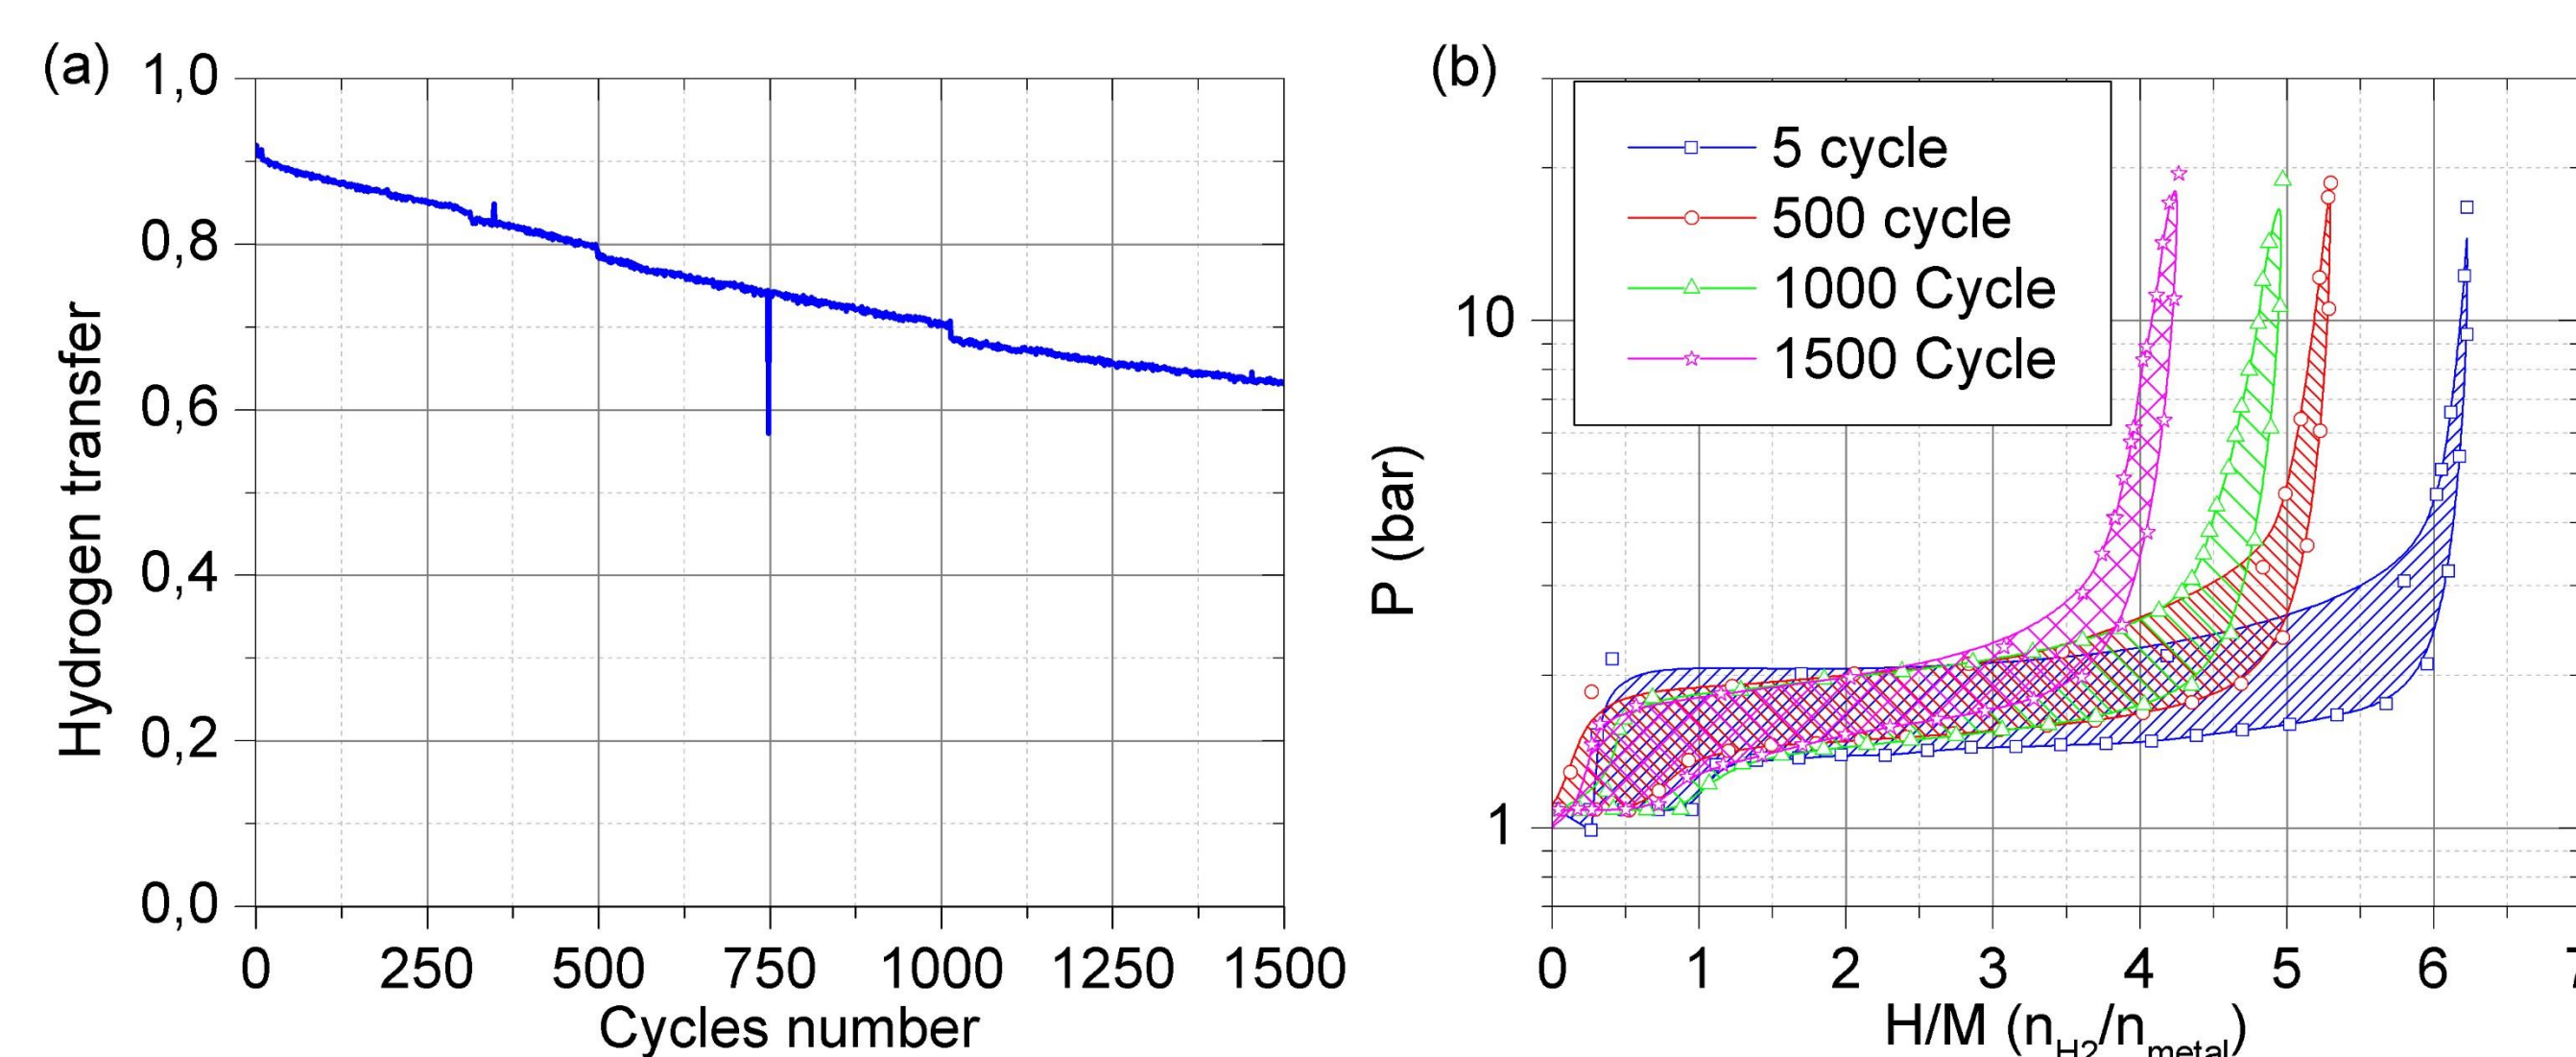 (a)
1,0
0,8
0,6
0,4
0,2
0,0
Hydrogen transfer
0 250 500 750 1000 1250 1500
Cycles number
(b)
5 cycle
500 cycle
1000 Cycle
1500 Cycle
10
1
P (bar)
0 1 2 3 4 5 6 7
H/M (nH2/nmetal)